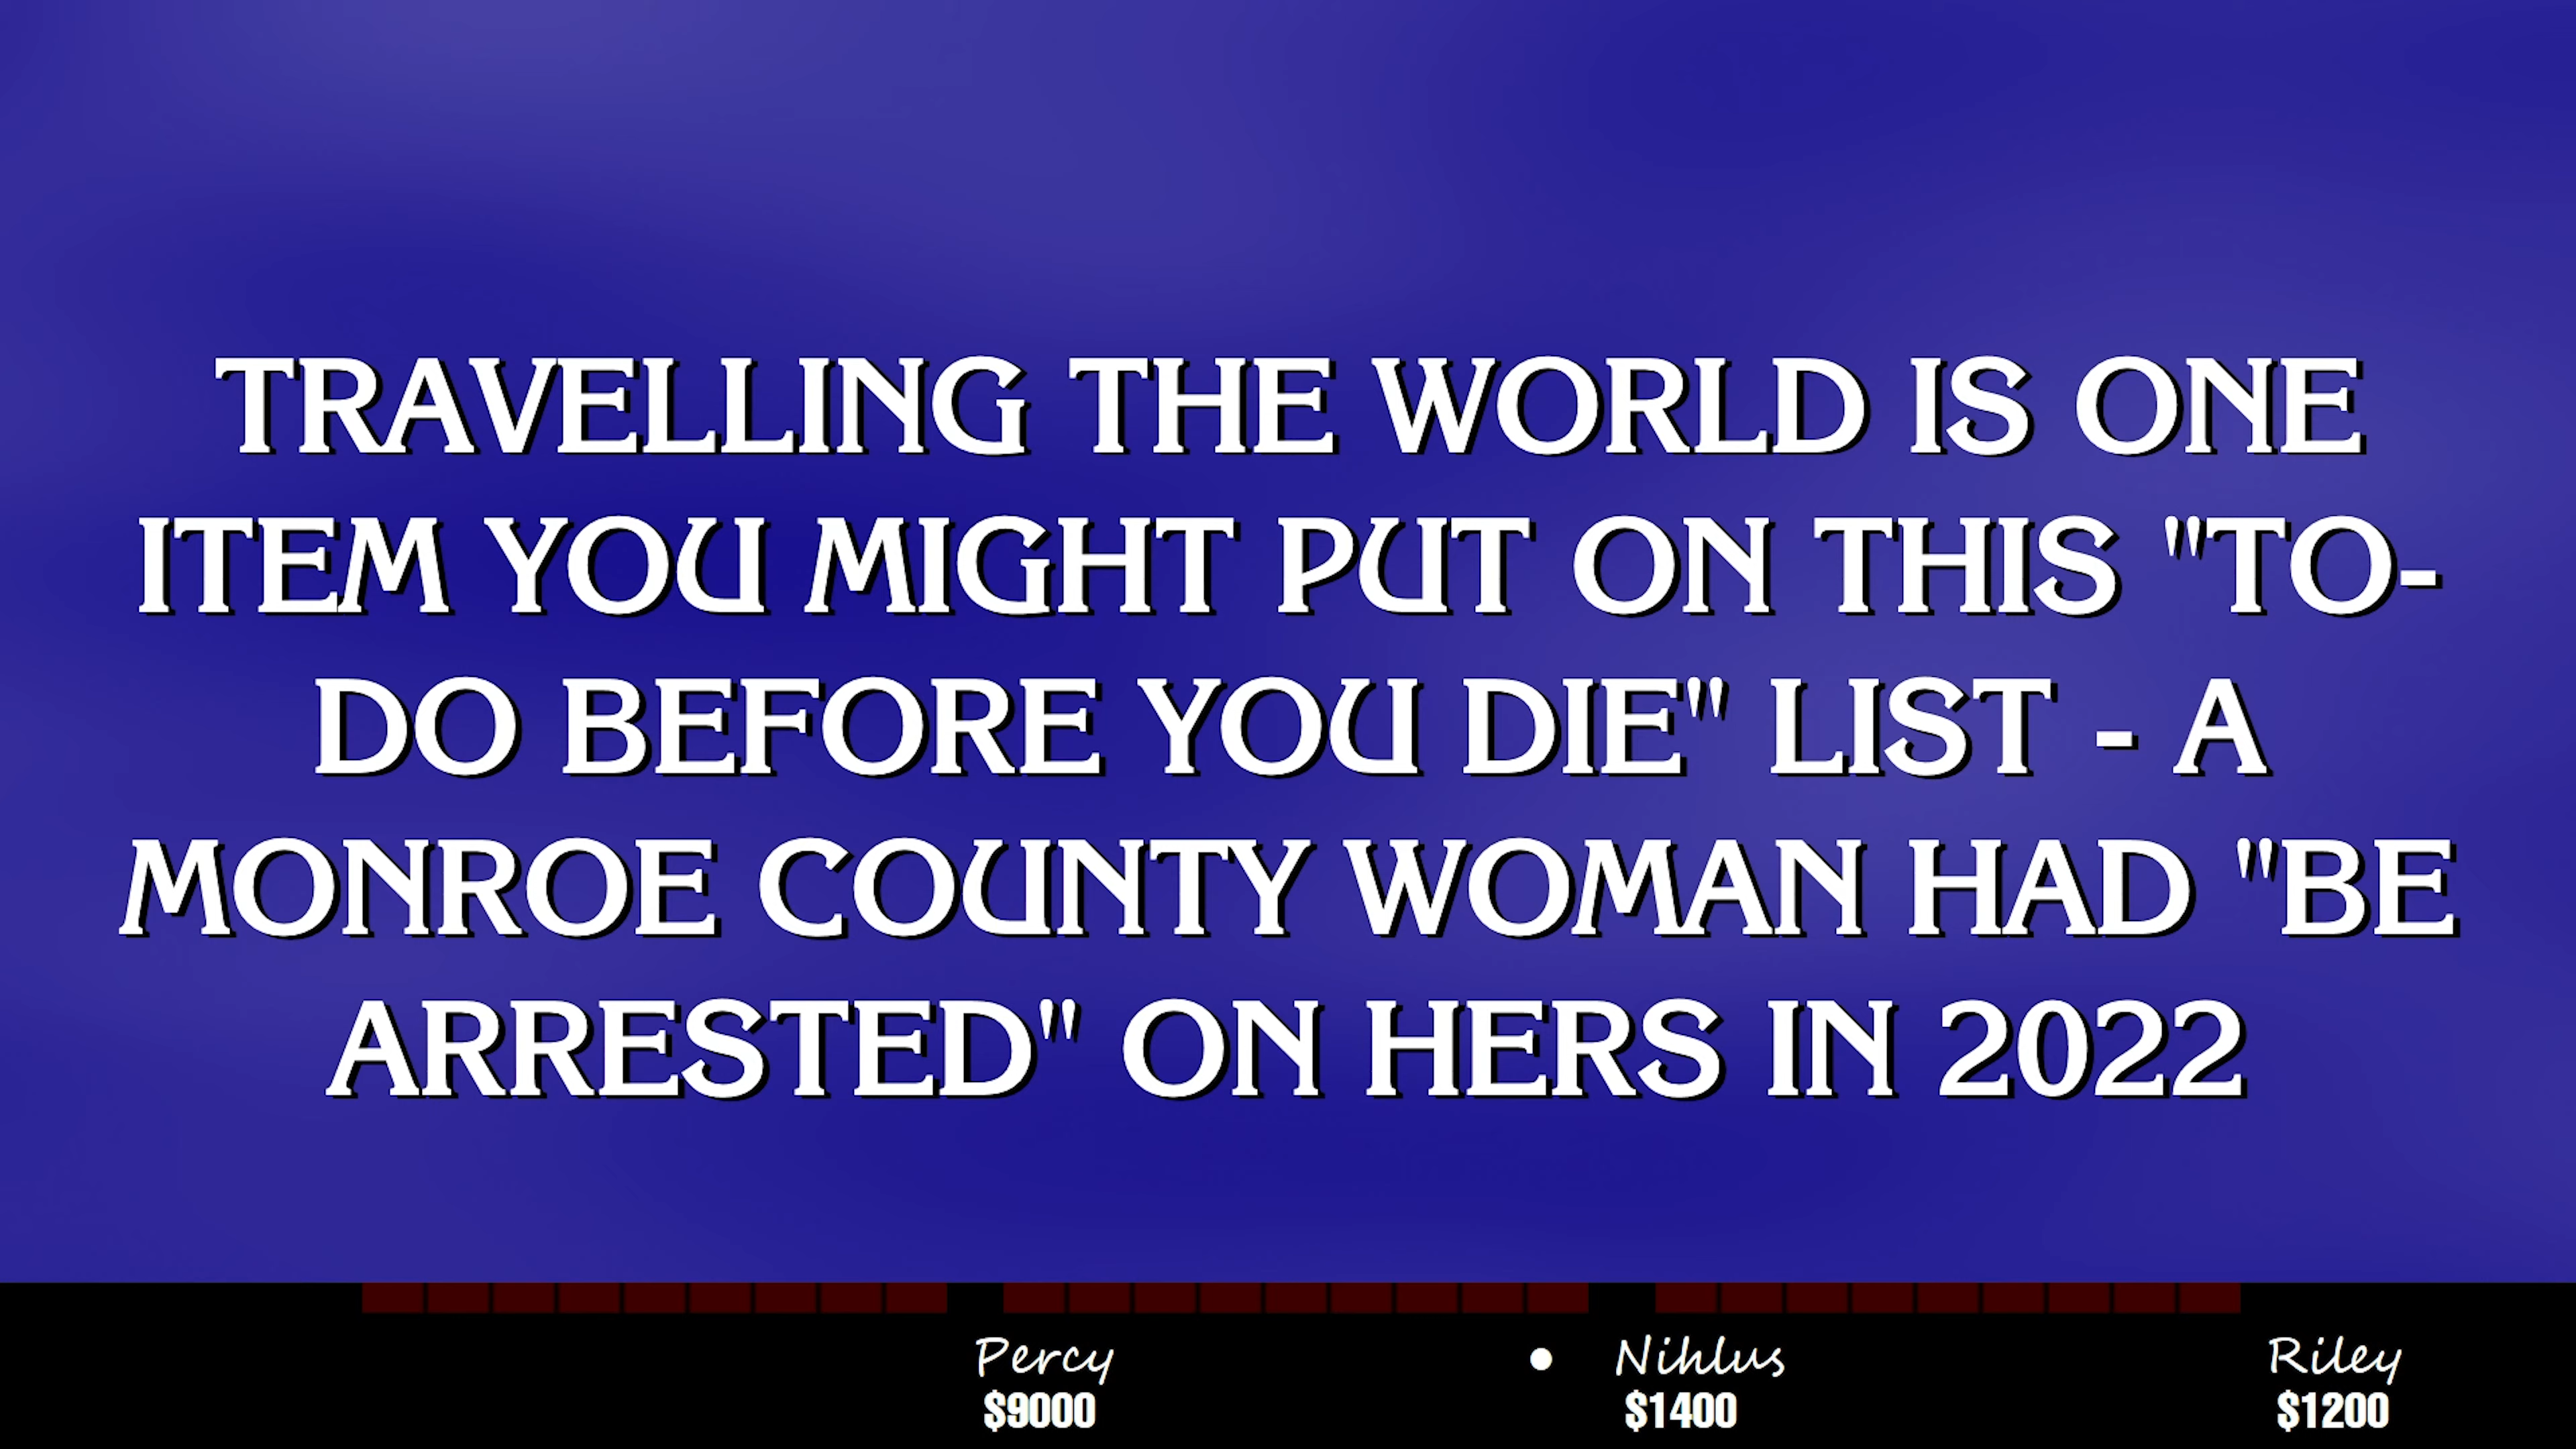 TRAVELLING THE WORLD IS ONE
ITEM YOU MIGHT PUT ON THIS "TO-
DO BEFORE YOU DIE" LIST - A
MONROE COUNTY WOMAN HAD "BE
ARRESTED" ON HERS IN 2022
Percy
$9000
Nihlus
$1400
Riley
$1200